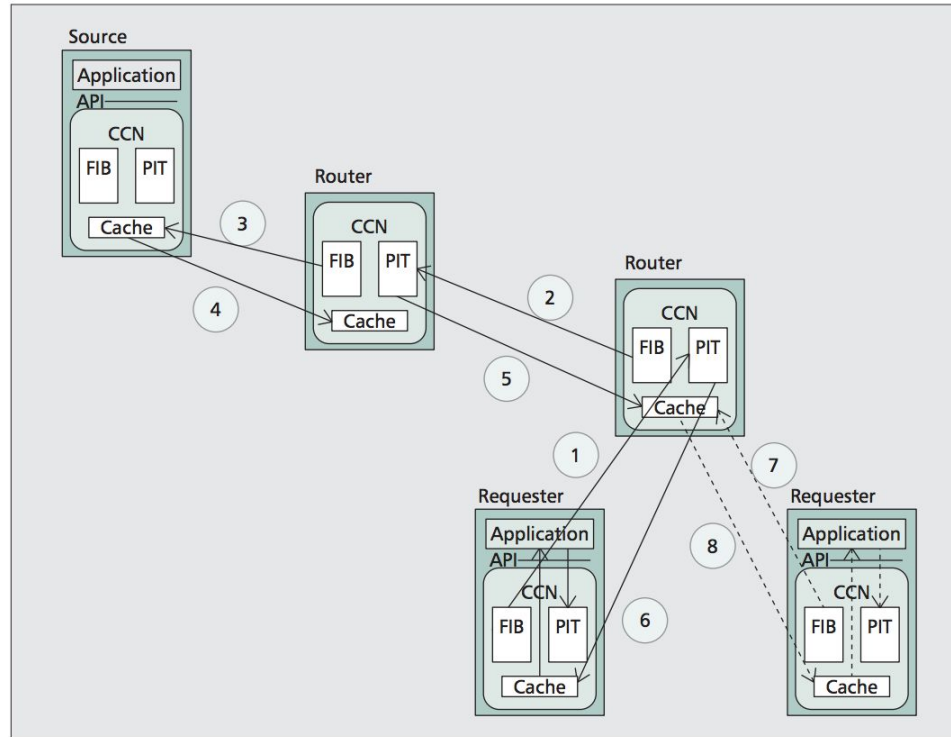 Source
Application
API
CCN
FIB PIT
Cache
3
4
Router
CCN
FIB PIT
Cache
2
5
Router
CCN
FIB PIT
Cache
1
7
Requester
Application
API
CCN
FIB PIT
Cache
6
8
Requester
Application
API
CCN
FIB PIT
Cache